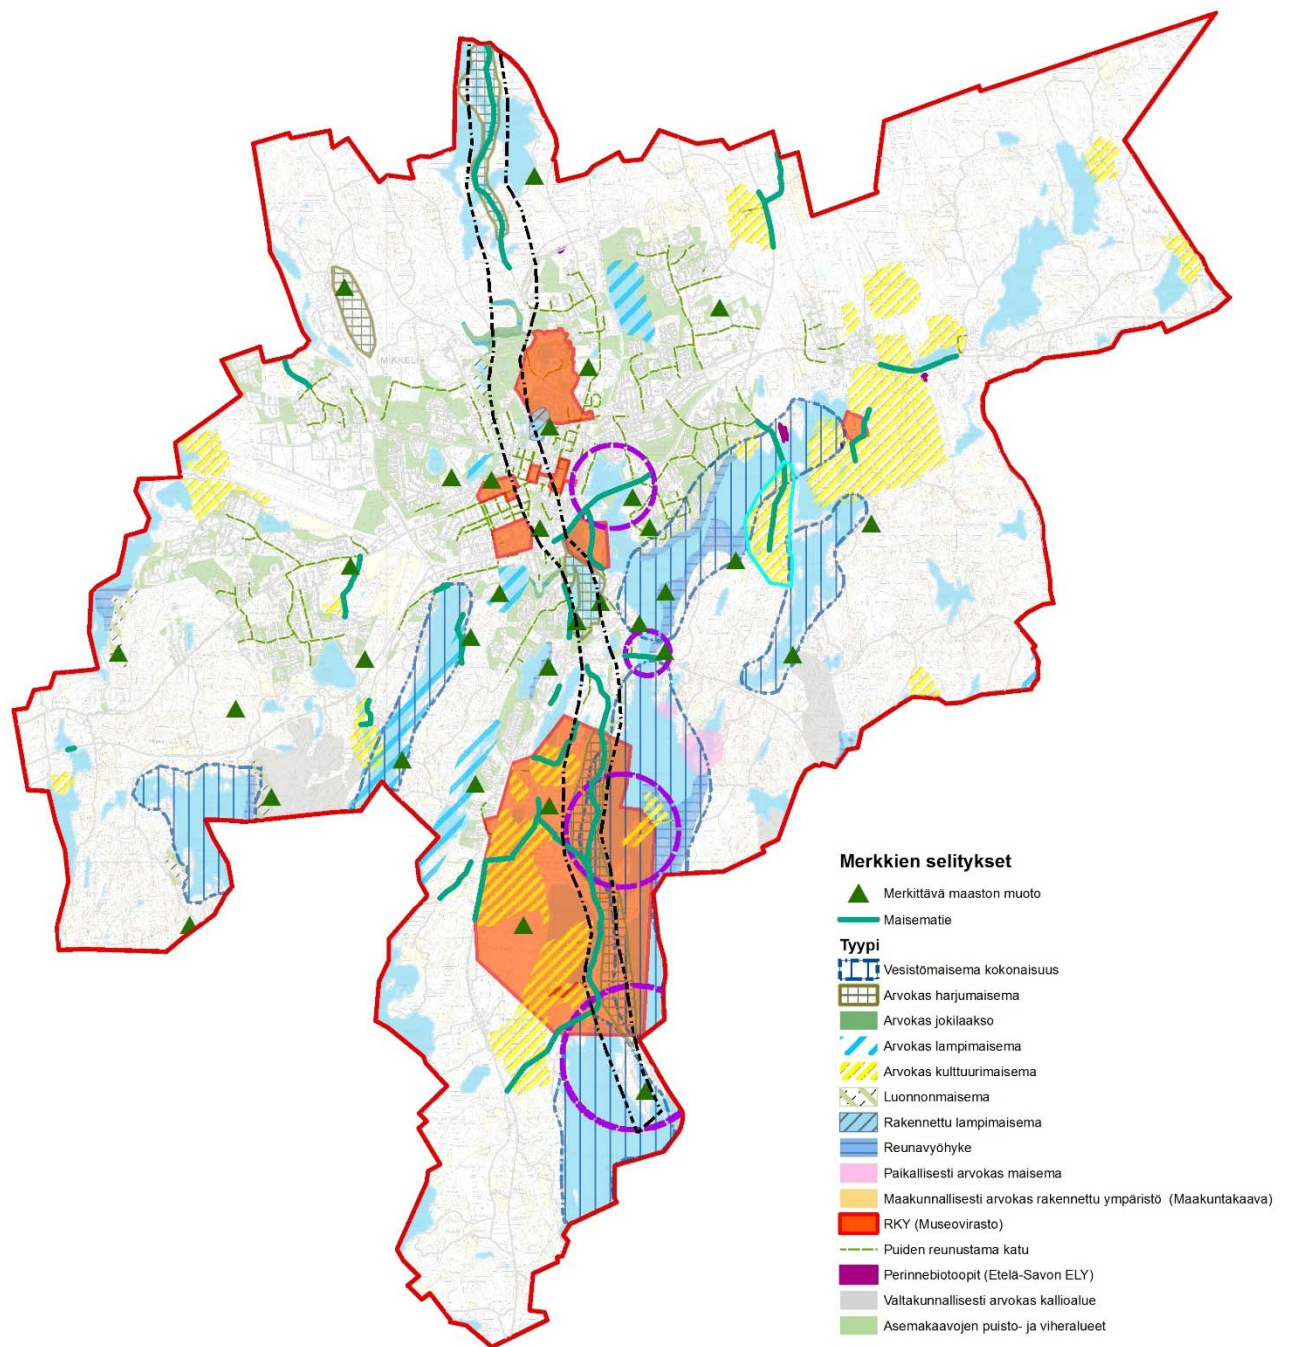 MIKKELI
Merkkien selitykset
Merkittävä maaston muoto
Maisematie
Tyypi
Vesistömaisema kokonaisuus
Arvokas harjumaisema
Arvokas jokilaakso
Arvokas lampimaisema
Arvokas kulttuurimaisema
Luonnonmaisema
Rakennettu lampimaisema
Reunavyöhyke
Paikallisesti arvokas maisema
Maakunnallisesti arvokas rakennettu ympäristö (Maakuntakaava)
RKY (Museovirasto)
Puiden reunustama katu
Perinnebiotoopit (Etelä-Savon ELY)
Valtakunnallisesti arvokas kallioalue
Asemakaavojen puisto- ja viheralueet